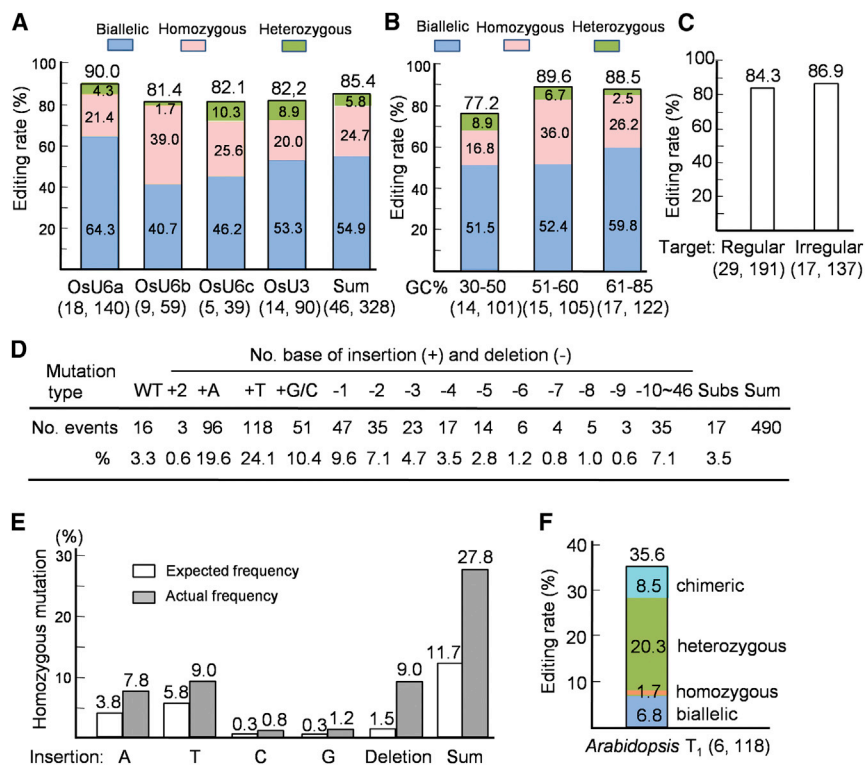 A
Biallelic Homozygous Heterozygous
Editing rate (%)
100
80
60
40
20
90.0
4.3
21.4
64.3
81.4
1.7
39.0
40.7
82.1
10.3
25.6
46.2
82,2
8.9
20.0
53.3
85.4
5.8
24.7
54.9
OsU6a OsU6b OsU6c OsU3 Sum
(18, 140) (9, 59) (5, 39) (14, 90) (46, 328)
B
Biallelic Homozygous Heterozygous
Editing rate (%)
100
80
60
40
20
77.2
8.9
16.8
51.5
89.6
6.7
36.0
52.4
88.5
2.5
26.2
59.8
GC% 30-50 51-60 61-85
(14, 101) (15, 105) (17, 122)
C
Editing rate (%)
100
80
60
40
20
84.3
86.9
Target: Regular Irregular
(29, 191) (17, 137)
D
No. base of insertion (+) and deletion (-)
Mutation
type
WT +2 +A +T +G/C -1 -2 -3 -4 -5 -6 -7 -8 -9 -10~46 Subs Sum
No. events 16 3 96 118 51 47 35 23 17 14 6 4 5 3 35 17 490
% 3.3 0.6 19.6 24.1 10.4 9.6 7.1 4.7 3.5 2.8 1.2 0.8 1.0 0.6 7.1 3.5
E
(%)
Homozygous mutation
30
20
10
Expected frequency
Actual frequency
3.8 7.8
5.8 9.0
0.3 0.8
0.3 1.2
1.5 9.0
11.7 27.8
Insertion: A T C G Deletion Sum
F
Editing rate (%)
40
30
20
10
35.6
8.5 chimeric
20.3 heterozygous
1.7 homozygous
6.8 biallelic
Arabidopsis T₁ (6, 118)